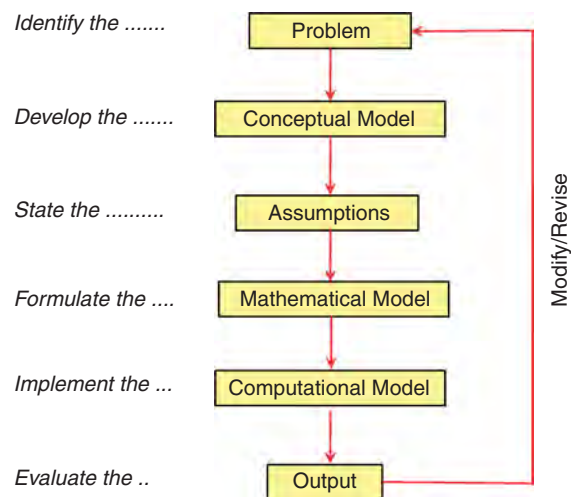 Identify the .......
Problem
Develop the .......
Conceptual Model
State the ..........
Assumptions
Formulate the ....
Mathematical Model
Implement the ...
Computational Model
Evaluate the ..
Output
Modify/Revise